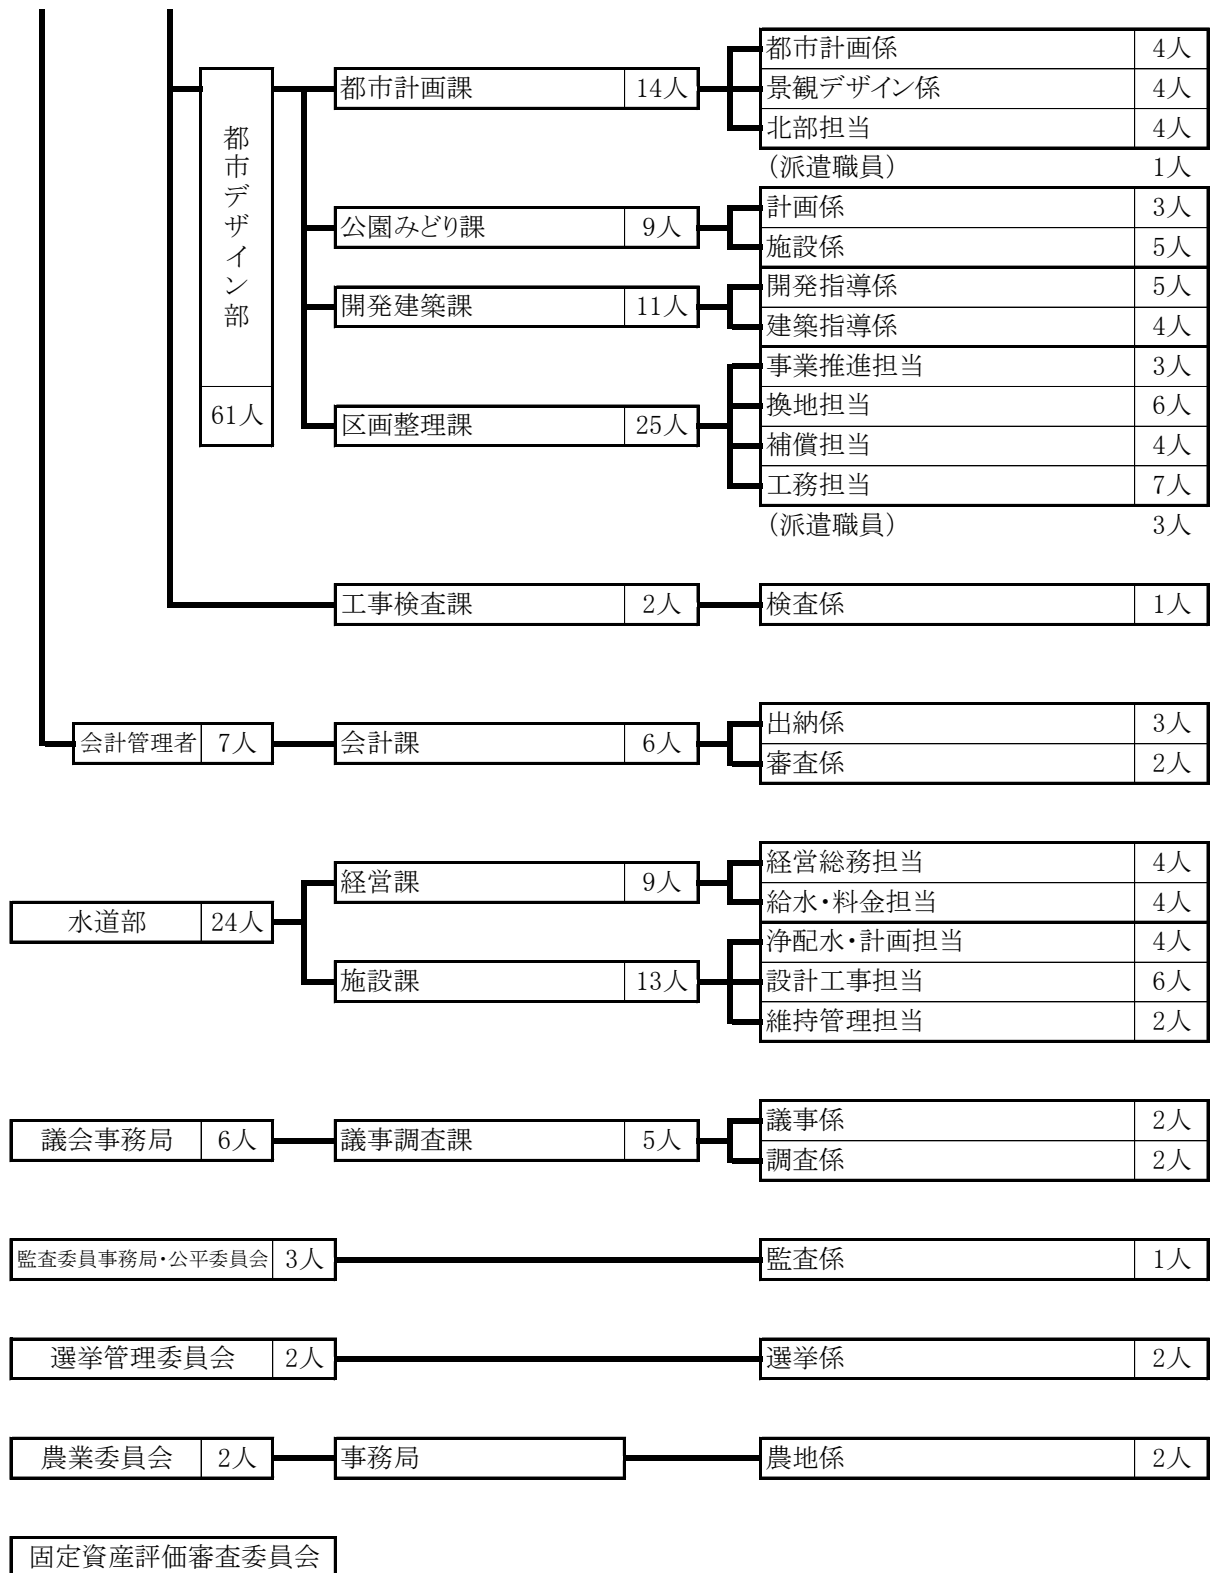 都市計画係 4人
都市計画課 14人 景観デザイン係 4人
北部担当 4人
(派遣職員) 1人
都市デザイン部
61人
計画係 3人
公園みどり課 9人
施設係 5人
開発指導係 5人
開発建築課 11人
建築指導係 4人
事業推進担当 3人
換地担当 6人
区画整理課 25人
補償担当 4人
工務担当 7人
(派遣職員) 3人
工事検査課 2人 検査係 1人
出納係 3人
会計管理者 7人 会計課 6人
審査係 2人
経営総務担当 4人
経営課 9人
給水・料金担当 4人
水道部 24人
浄配水・計画担当 4人
施設課 13人 設計工事担当 6人
維持管理担当 2人
議事係 2人
議会事務局 6人 議事調査課 5人
調査係 2人
監査委員事務局・公平委員会 3人 監査係 1人
選挙管理委員会 2人 選挙係 2人
農業委員会 2人 事務局 農地係 2人
固定資産評価審査委員会